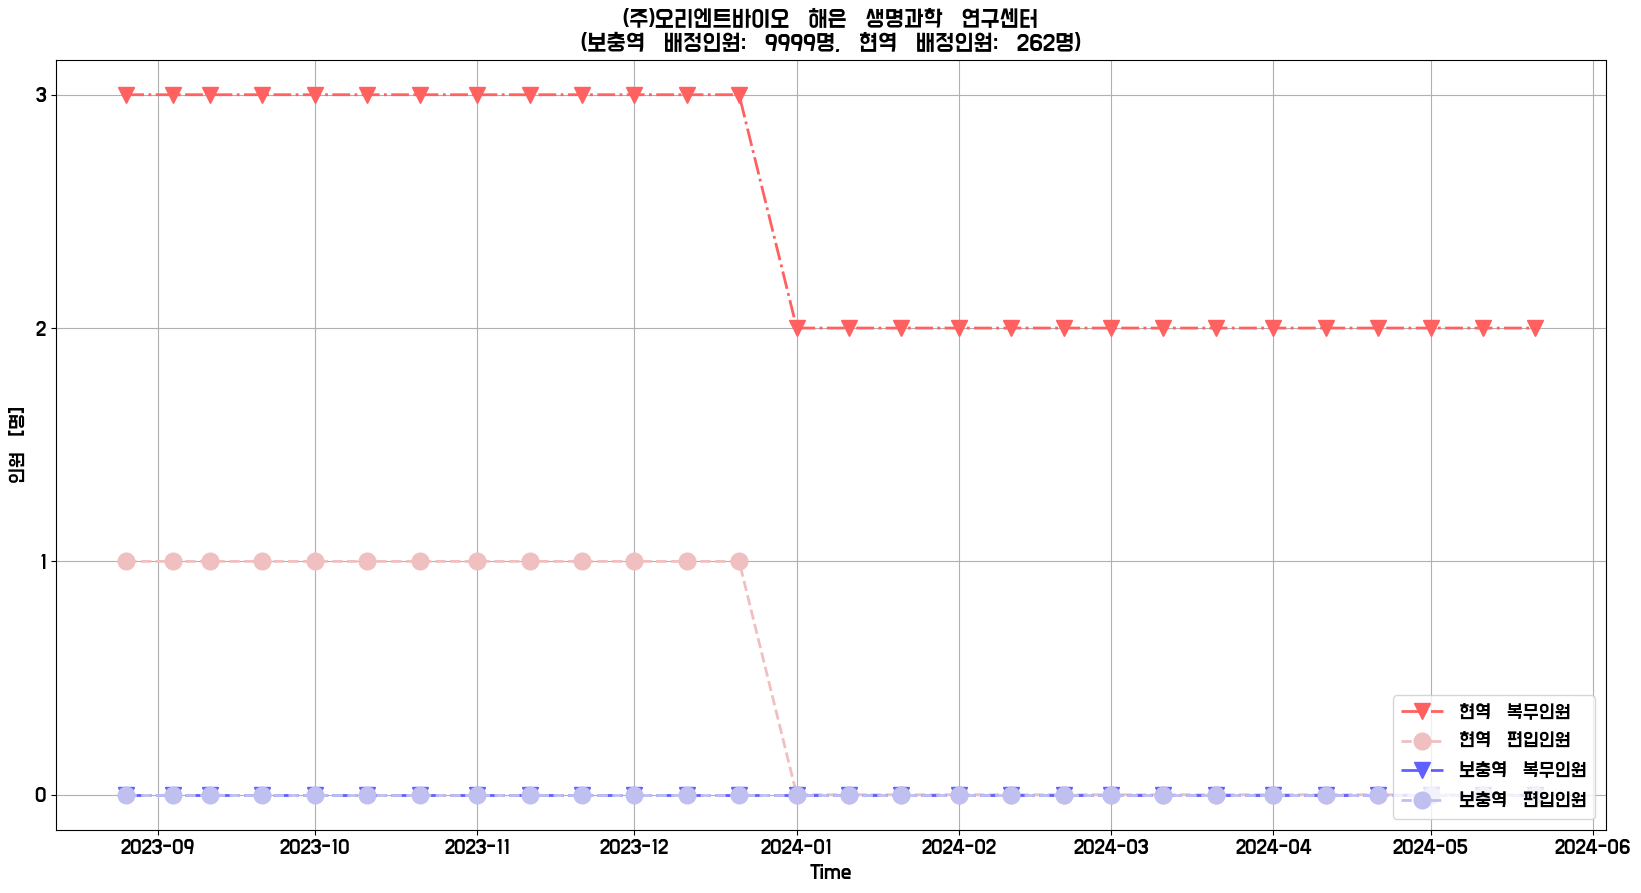 (주)오리엔트바이오 해은 생명과학 연구센터
(보충역 배정인원: 9999명, 현역 배정인원: 262명)
3
2
1
0
인원 [명]
현역 복무인원
현역 편입인원
보충역 복무인원
보충역 편입인원
2023-09 2023-10 2023-11 2023-12 2024-01 2024-02 2024-03 2024-04 2024-05 2024-06
Time